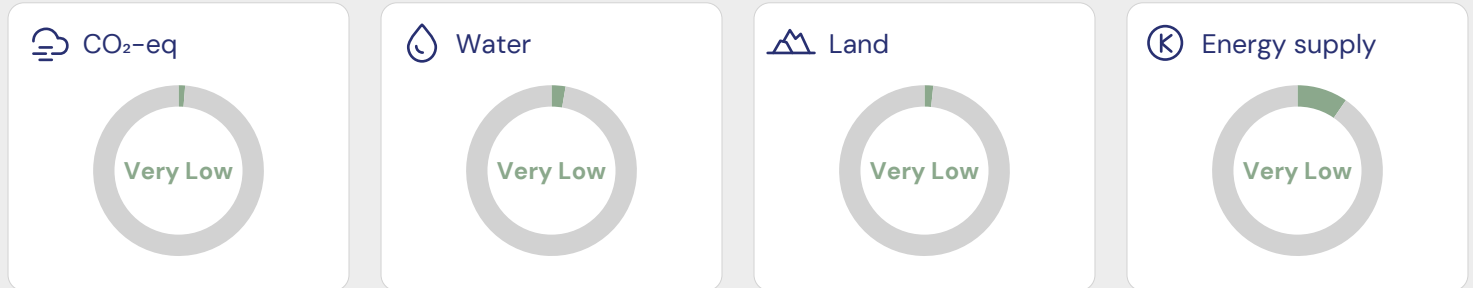 CO₂-eq
Very Low
Water
Very Low
Land
Very Low
K
Energy supply
Very Low